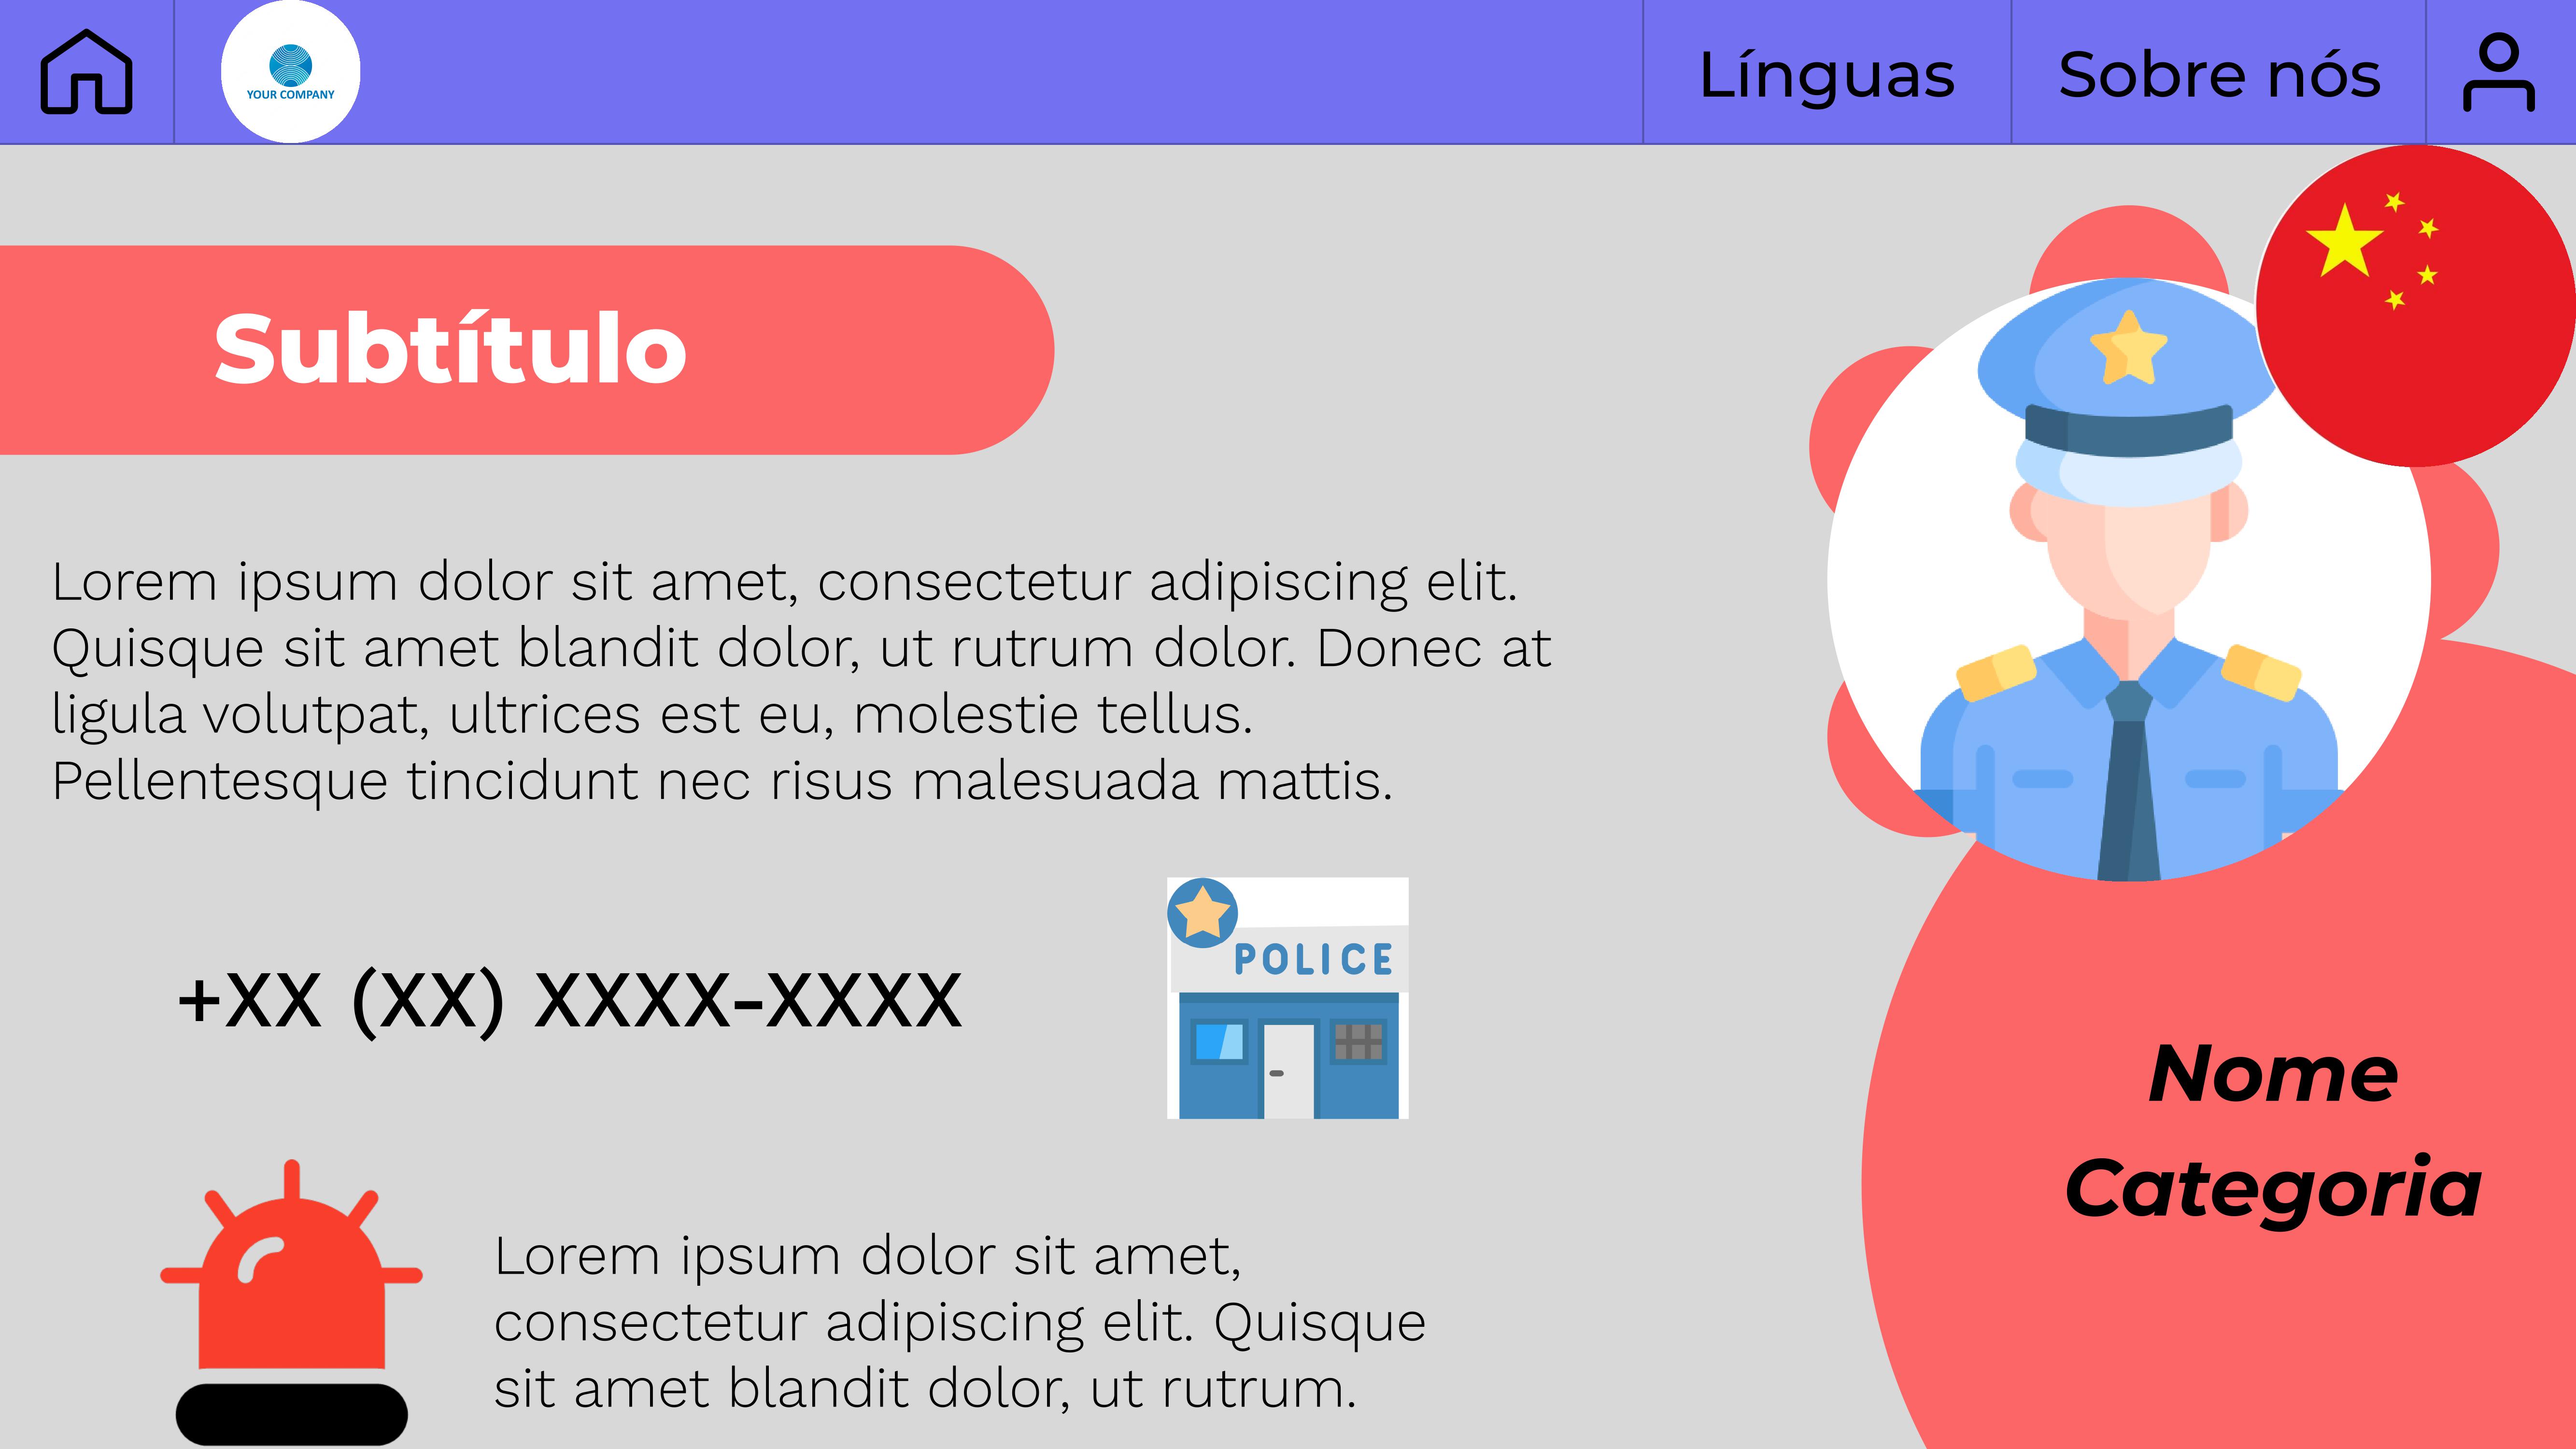 YOUR COMPANY
Línguas
Sobre nós
Subtítulo
Lorem ipsum dolor sit amet, consectetur adipiscing elit.
Quisque sit amet blandit dolor, ut rutrum dolor. Donec at
ligula volutpat, ultrices est eu, molestie tellus.
Pellentesque tincidunt nec risus malesuada mattis.
+XX (XX) XXXX-XXXX
POLICE
Lorem ipsum dolor sit amet,
consectetur adipiscing elit. Quisque
sit amet blandit dolor, ut rutrum.
Nome
Categoria